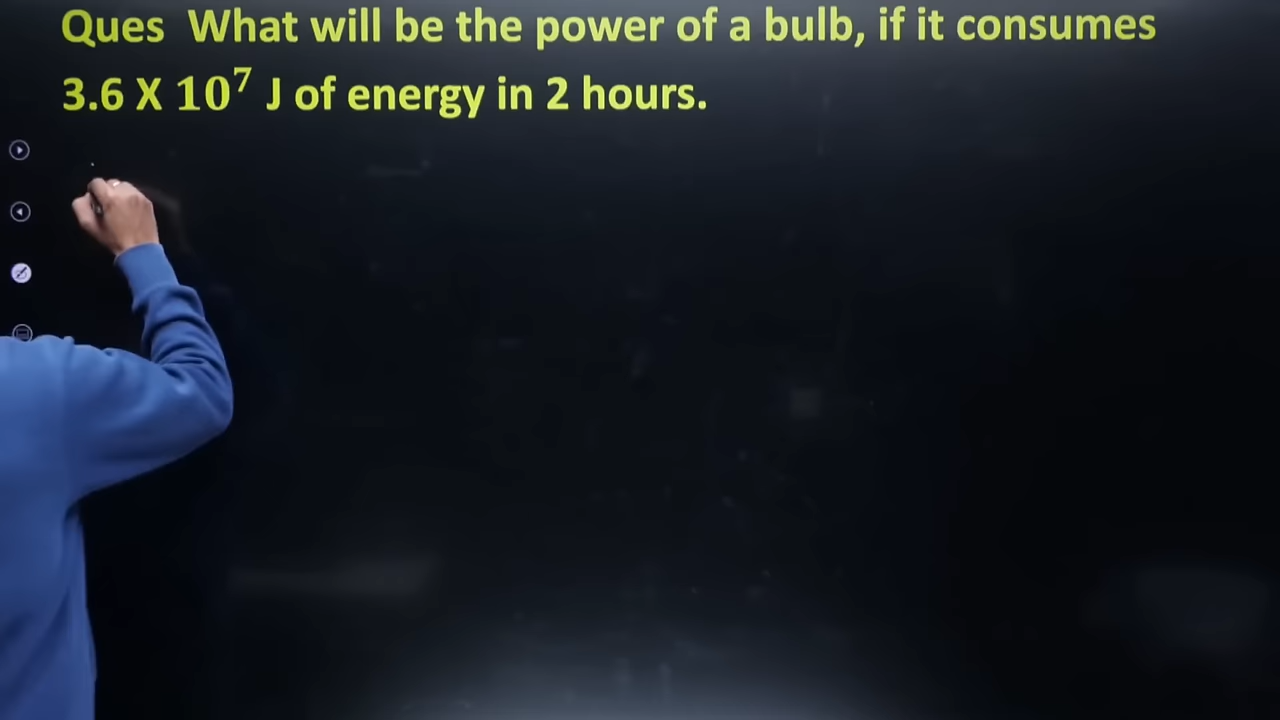 Ques What will be the power of a bulb, if it consumes
3.6 X 10⁷ J of energy in 2 hours.